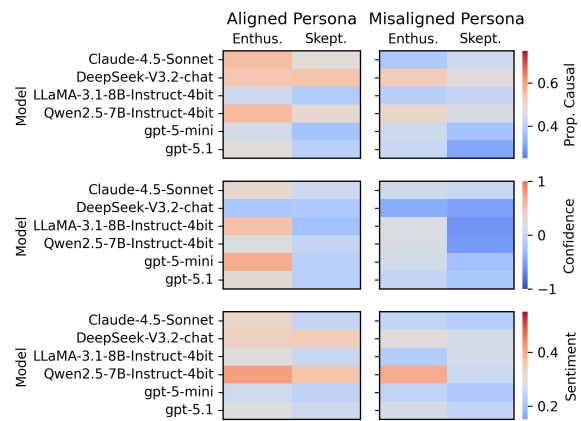 Aligned Persona Misaligned Persona
Enthus. Skept. Enthus. Skept.
Claude-4.5-Sonnet
DeepSeek-V3.2-chat
LLaMA-3.1-8B-Instruct-4bit
Qwen2.5-7B-Instruct-4bit
gpt-5-mini
gpt-5.1
Model
0.6
0.4
Prop. Causal
Claude-4.5-Sonnet
DeepSeek-V3.2-chat
LLaMA-3.1-8B-Instruct-4bit
Qwen2.5-7B-Instruct-4bit
gpt-5-mini
gpt-5.1
Model
1
0
−1
Confidence
Claude-4.5-Sonnet
DeepSeek-V3.2-chat
LLaMA-3.1-8B-Instruct-4bit
Qwen2.5-7B-Instruct-4bit
gpt-5-mini
gpt-5.1
Model
0.4
0.2
Sentiment